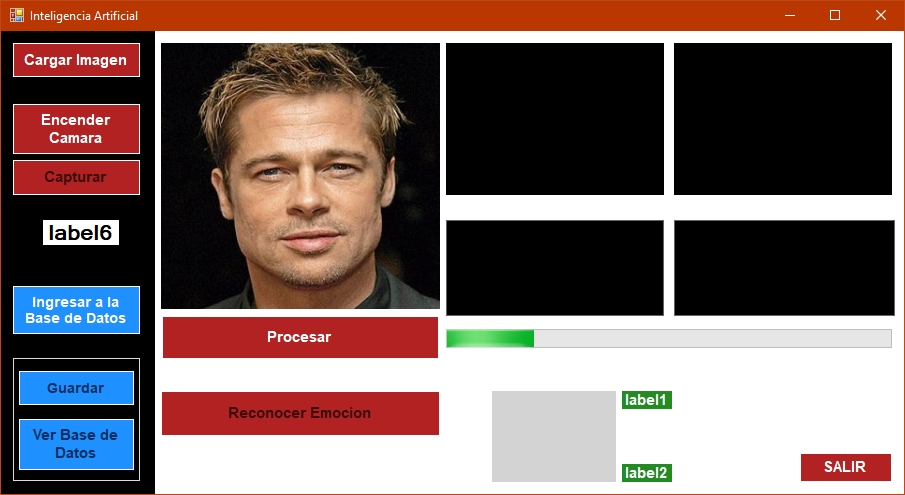 Inteligencia Artificial
Cargar Imagen
Encender
Camara
Capturar
label6
Ingresar a la
Base de Datos
Guardar
Ver Base de
Datos
Procesar
Reconocer Emocion
label1
label2
SALIR